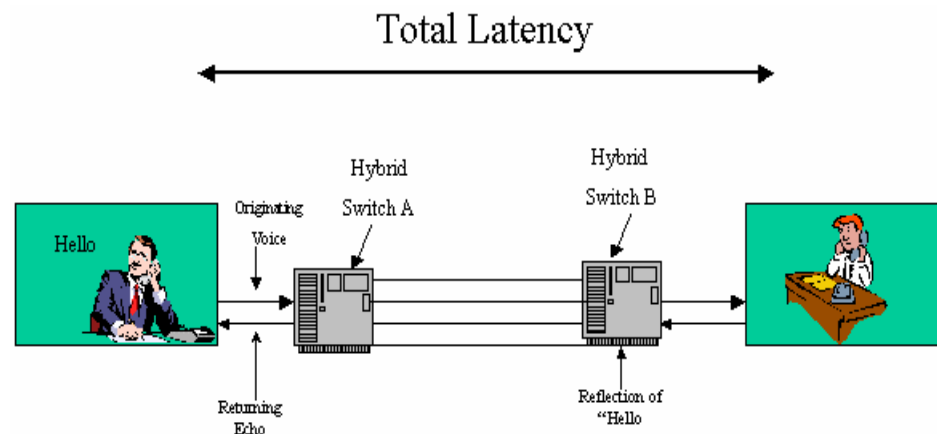 Total Latency
Hybrid
Switch A
Hybrid
Switch B
Originating
Voice
Hello
Returning
Echo
Reflection of
“Hello